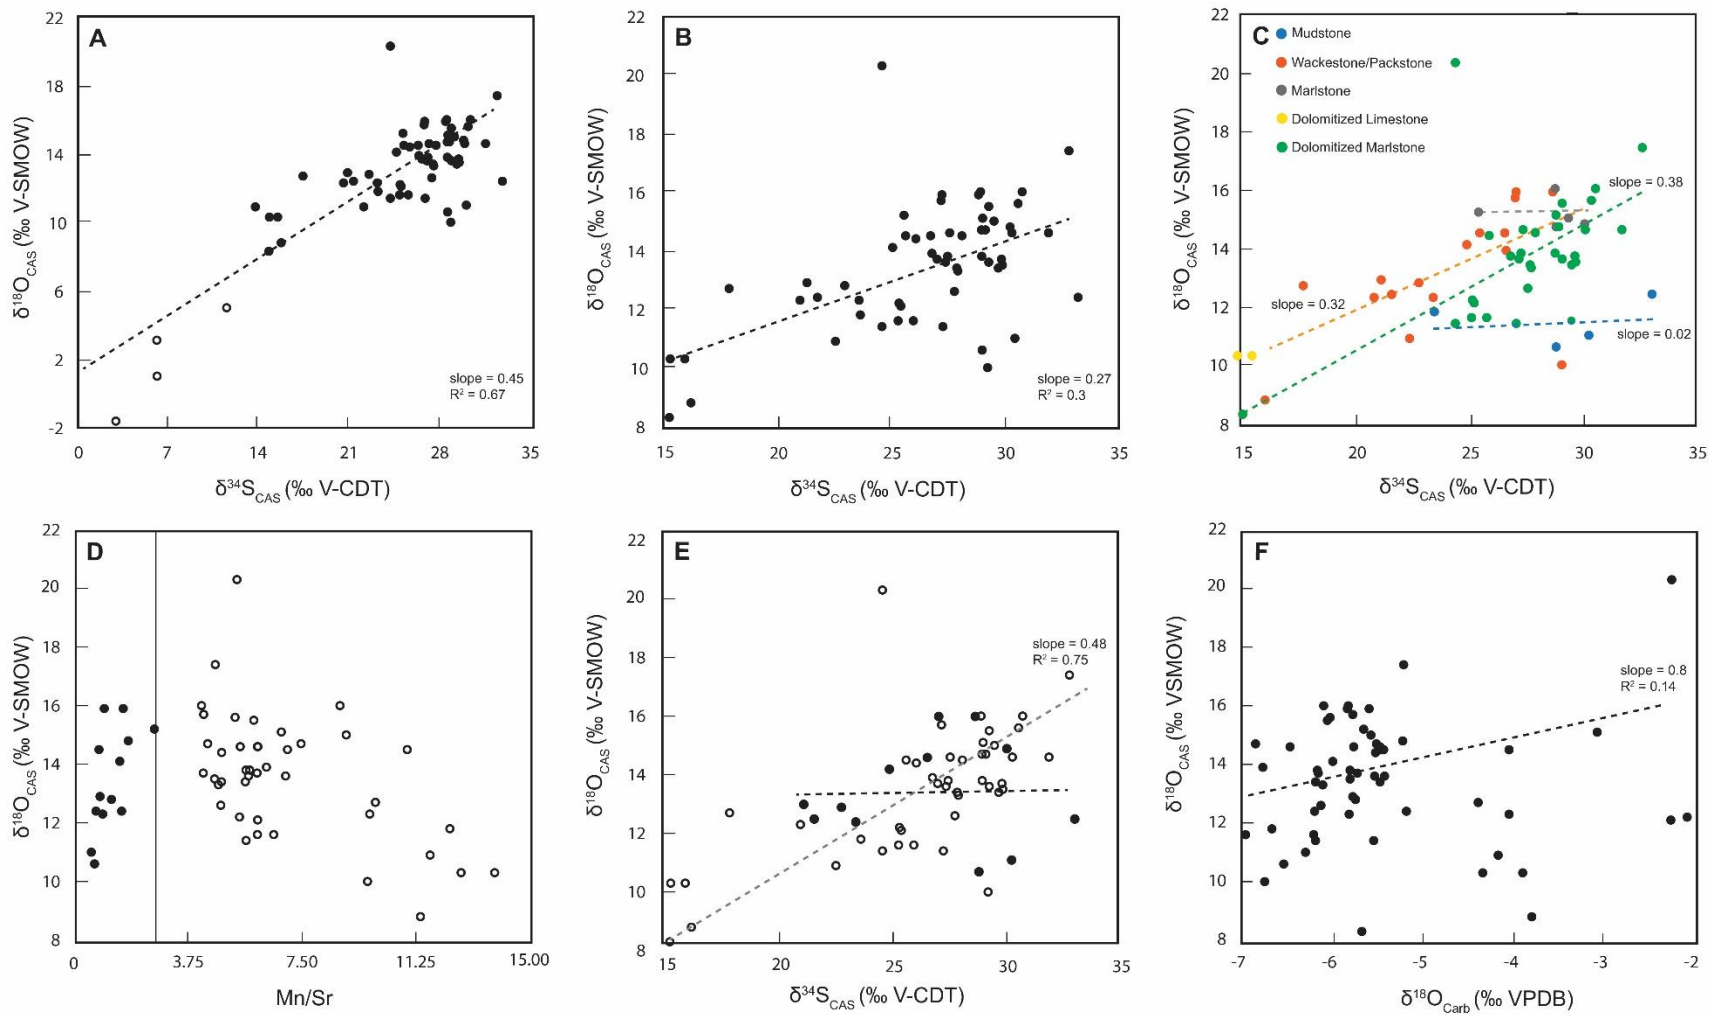 A
22
18
14
10
6
2
-2
δ18OCAS (‰ V-SMOW)
slope = 0.45
R2 = 0.67
0 7 14 21 28 35
δ34SCAS (‰ V-CDT)
B
22
20
18
16
14
12
10
8
δ18OCAS (‰ V-SMOW)
slope = 0.27
R2 = 0.3
15 20 25 30 35
δ34SCAS (‰ V-CDT)
C
Mudstone
Wackestone/Packstone
Marlstone
Dolomitized Limestone
Dolomitized Marlstone
22
20
18
16
14
12
10
8
δ18OCAS (‰ V-SMOW)
slope = 0.38
slope = 0.32
slope = 0.02
15 20 25 30 35
δ34SCAS (‰ V-CDT)
D
22
20
18
16
14
12
10
8
δ18OCAS (‰ V-SMOW)
0 3.75 7.50 11.25 15.00
Mn/Sr
E
22
20
18
16
14
12
10
8
δ18OCAS (‰ V-SMOW)
slope = 0.48
R2 = 0.75
15 20 25 30 35
δ34SCAS (‰ V-CDT)
F
22
20
18
16
14
12
10
8
δ18OCAS (‰ VSMOW)
slope = 0.8
R2 = 0.14
-7 -6 -5 -4 -3 -2
δ18OCarb (‰ VPDB)